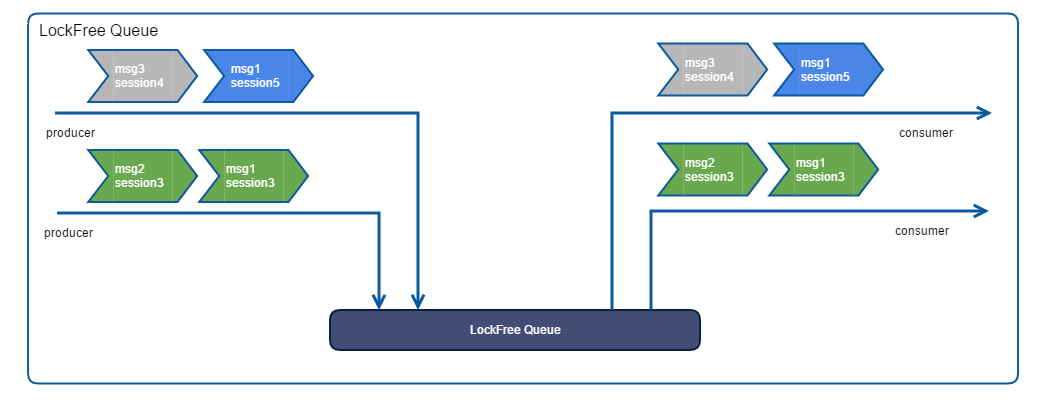 LockFree Queue
msg3
session4
msg1
session5
msg3
session4
msg1
session5
producer
consumer
msg2
session3
msg1
session3
msg2
session3
msg1
session3
producer
consumer
LockFree Queue